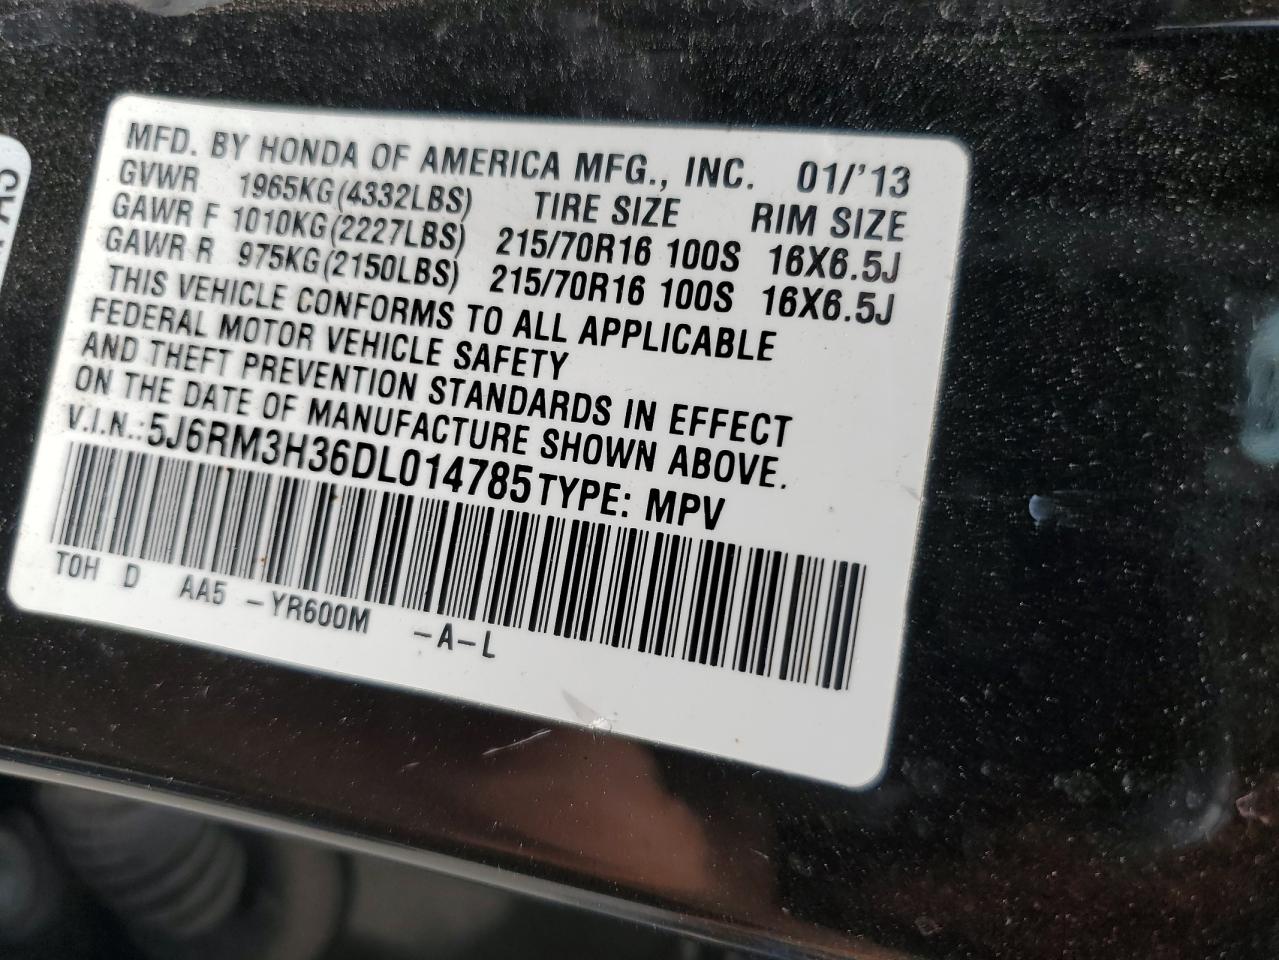 MFD. BY HONDA OF AMERICA MFG., INC. 01/'13
GVWR 1965KG(4332LBS) TIRE SIZE RIM SIZE
GAWR F 1010KG(2227LBS) 215/70R16 100S 16X6.5J
GAWR R 975KG(2150LBS) 215/70R16 100S 16X6.5J
THIS VEHICLE CONFORMS TO ALL APPLICABLE
FEDERAL MOTOR VEHICLE SAFETY
AND THEFT PREVENTION STANDARDS IN EFFECT
ON THE DATE OF MANUFACTURE SHOWN ABOVE.
V.I.N.:5J6RM3H36DL014785 TYPE: MPV
TOH D AA5 -YR600M -A-L